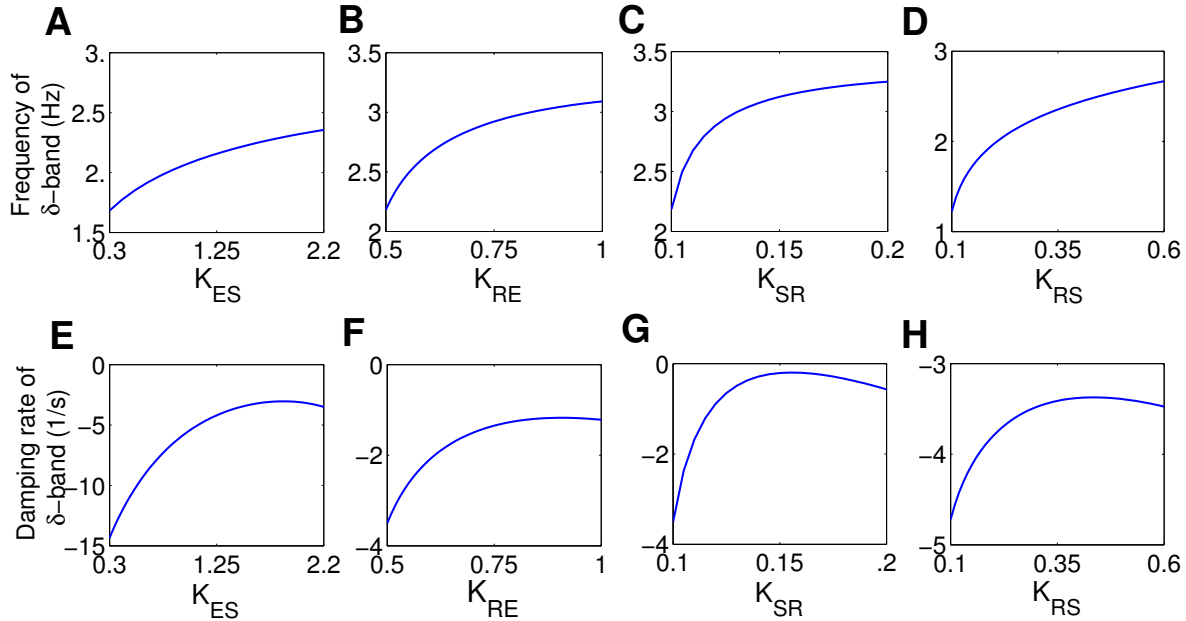 A B C D
Frequency of
δ−band (Hz)
3.
2.5
2.
1.5
0.3 1.25 2.2
K_ES
3.5
3
2.5
2
0.5 0.75 1
K_RE
3.5
3
3.5
2
0.1 0.15 0.2
K_SR
3
2
1
0.1 0.35 0.6
K_RS
E F G H
Damping rate of
δ−band (1/s)
0
−5
−10
−15
0.3 1.25 2.2
K_ES
0
−2
−4
0.5 0.75 1
K_RE
0
−2
−4
0.1 0.15 .2
K_SR
−3
−4
−5
0.1 0.35 0.6
K_RS